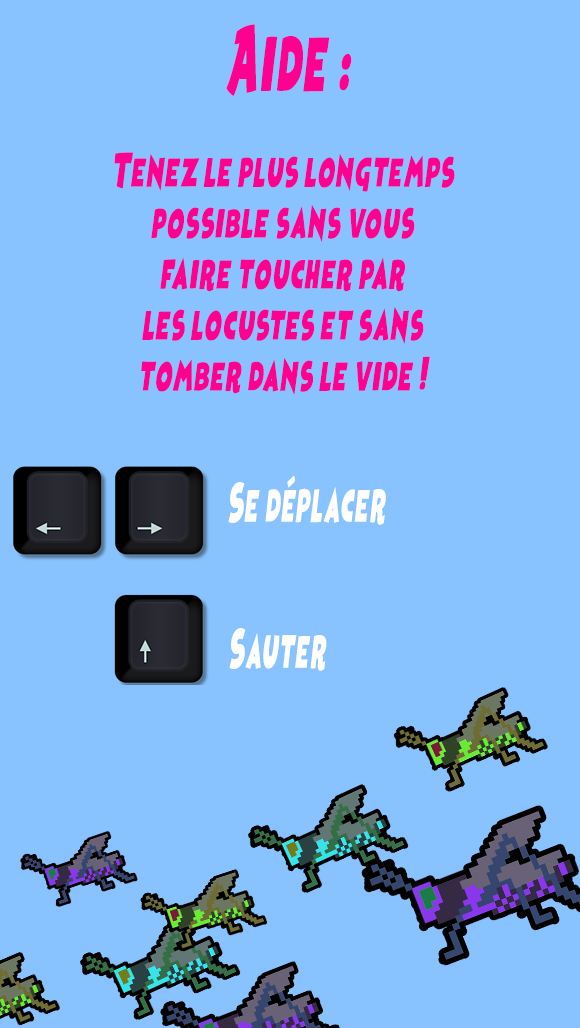 Aide :
Tenez le plus longtemps
possible sans vous
faire toucher par
les locustes et sans
tomber dans le vide !
← → Se déplacer
↑ Sauter